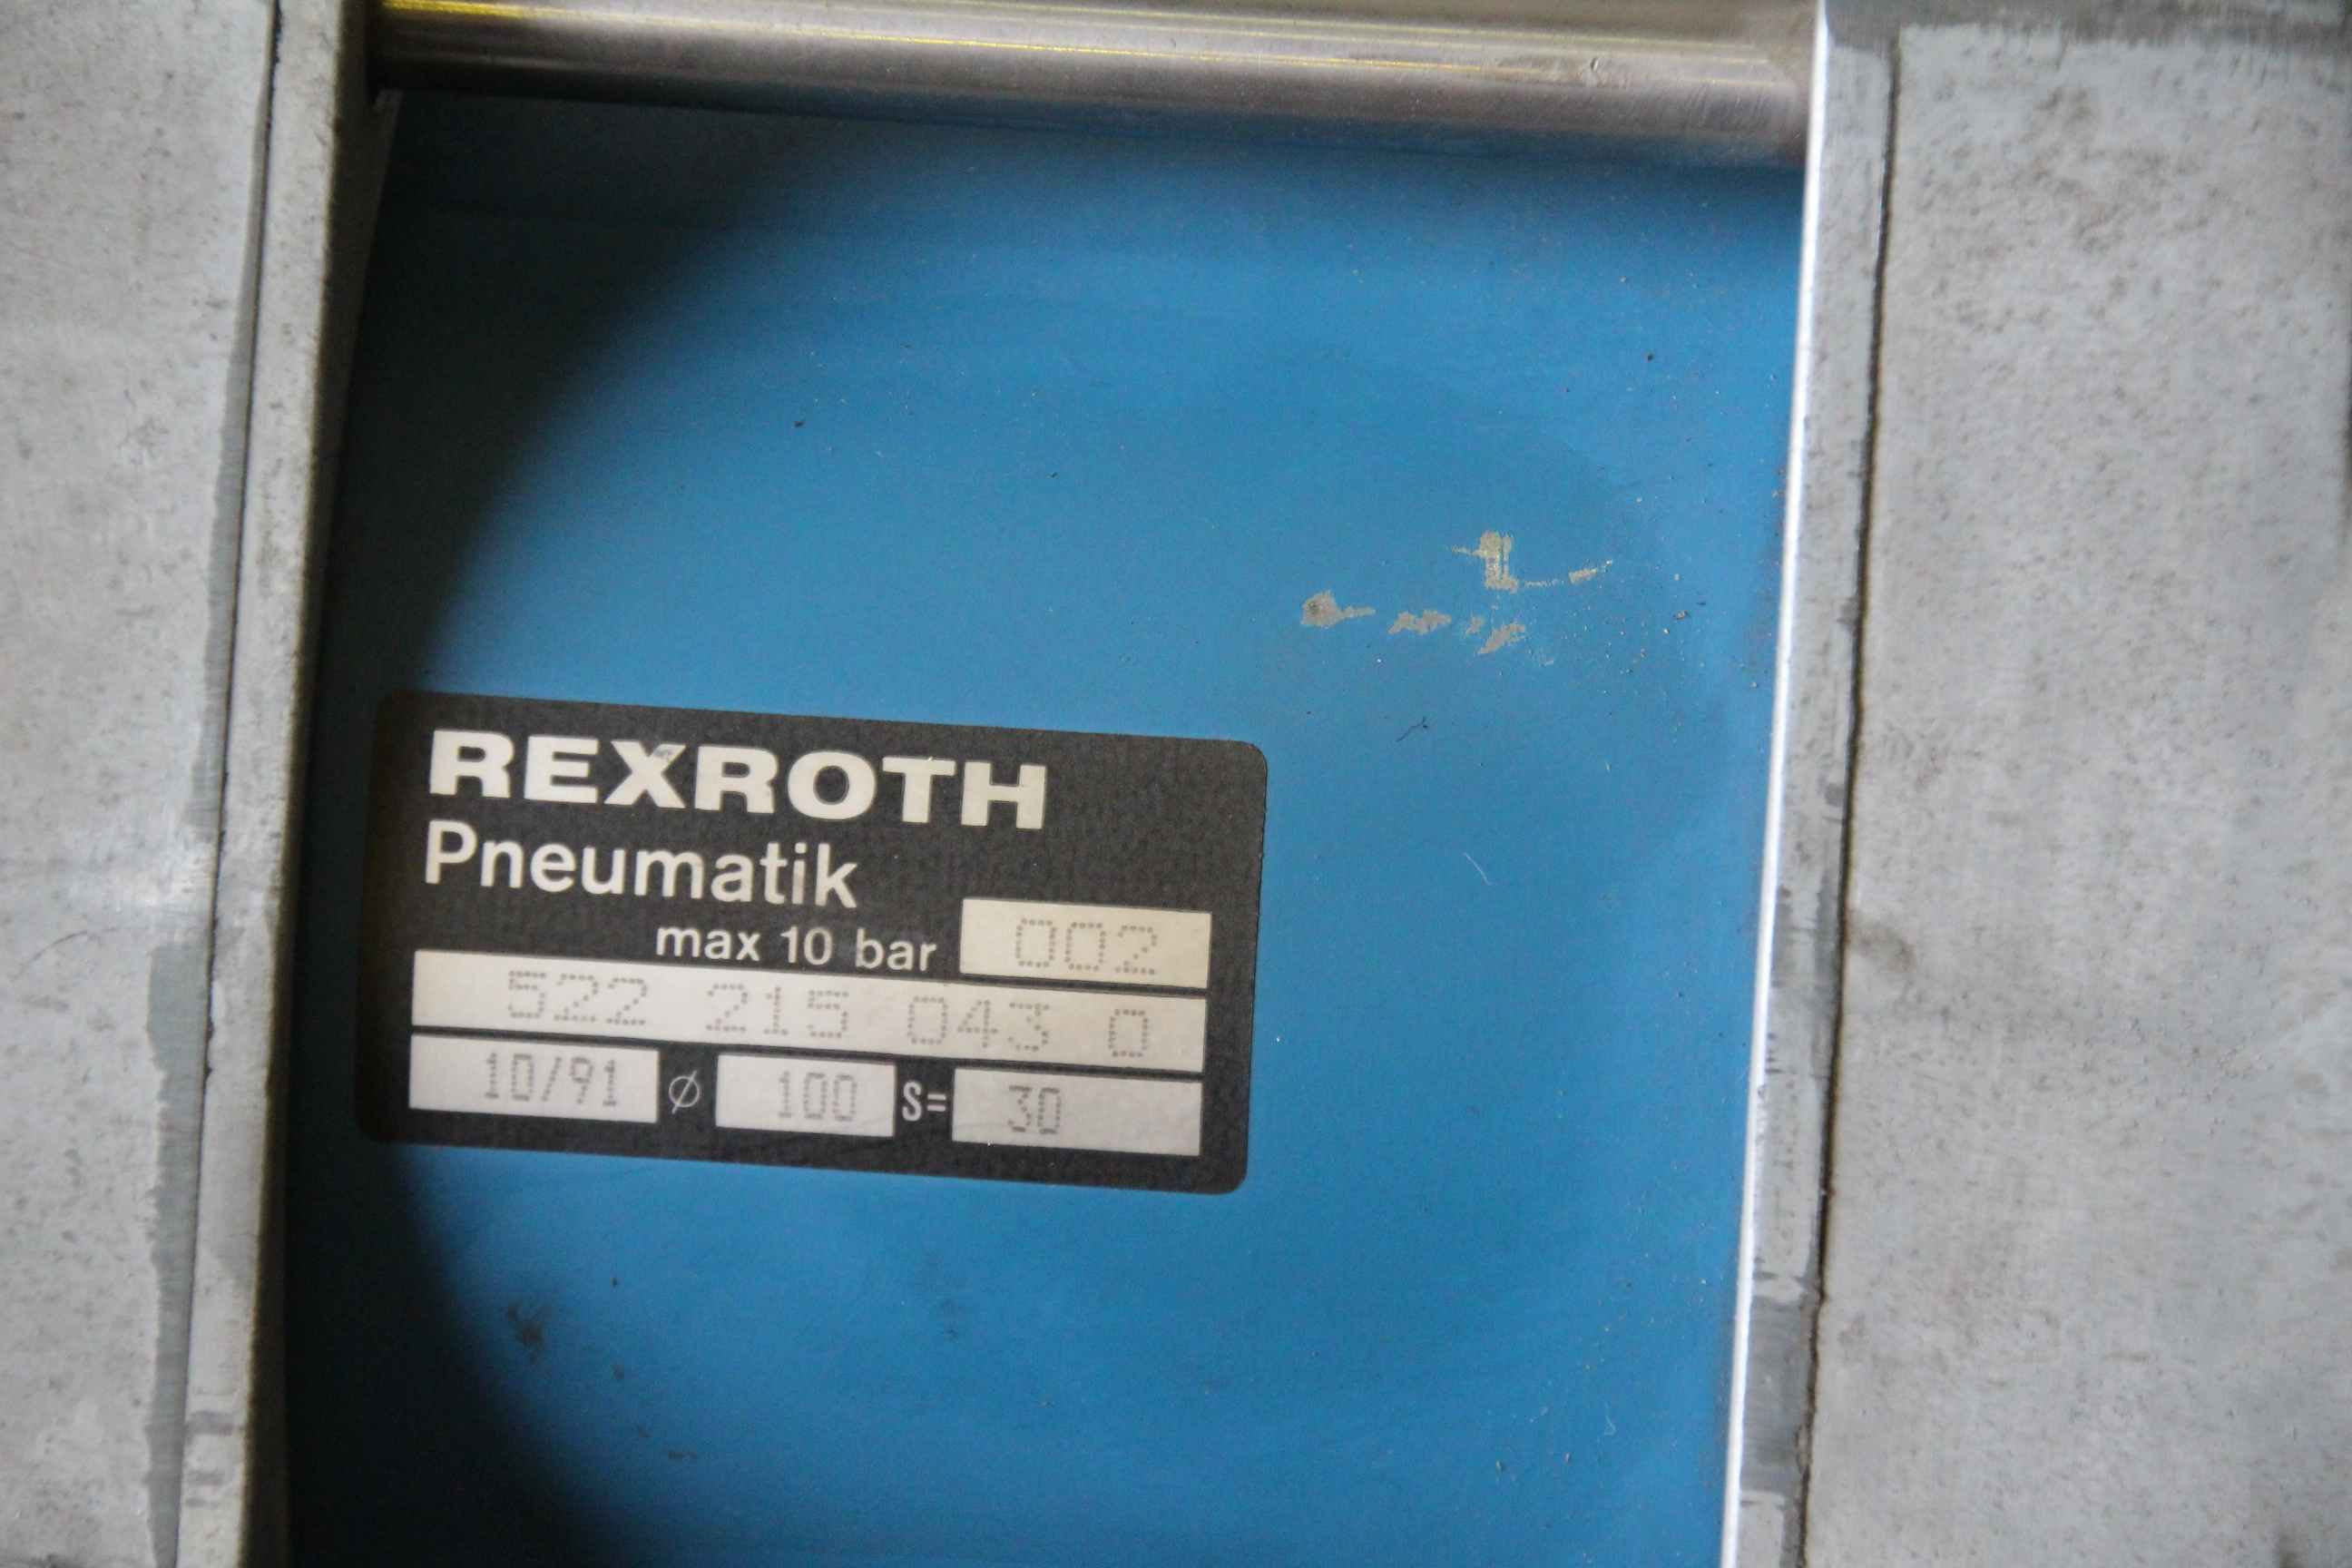 REXROTH
Pneumatik
max 10 bar 002
522 215 043 0
10/91 ⌀ 100 S= 30